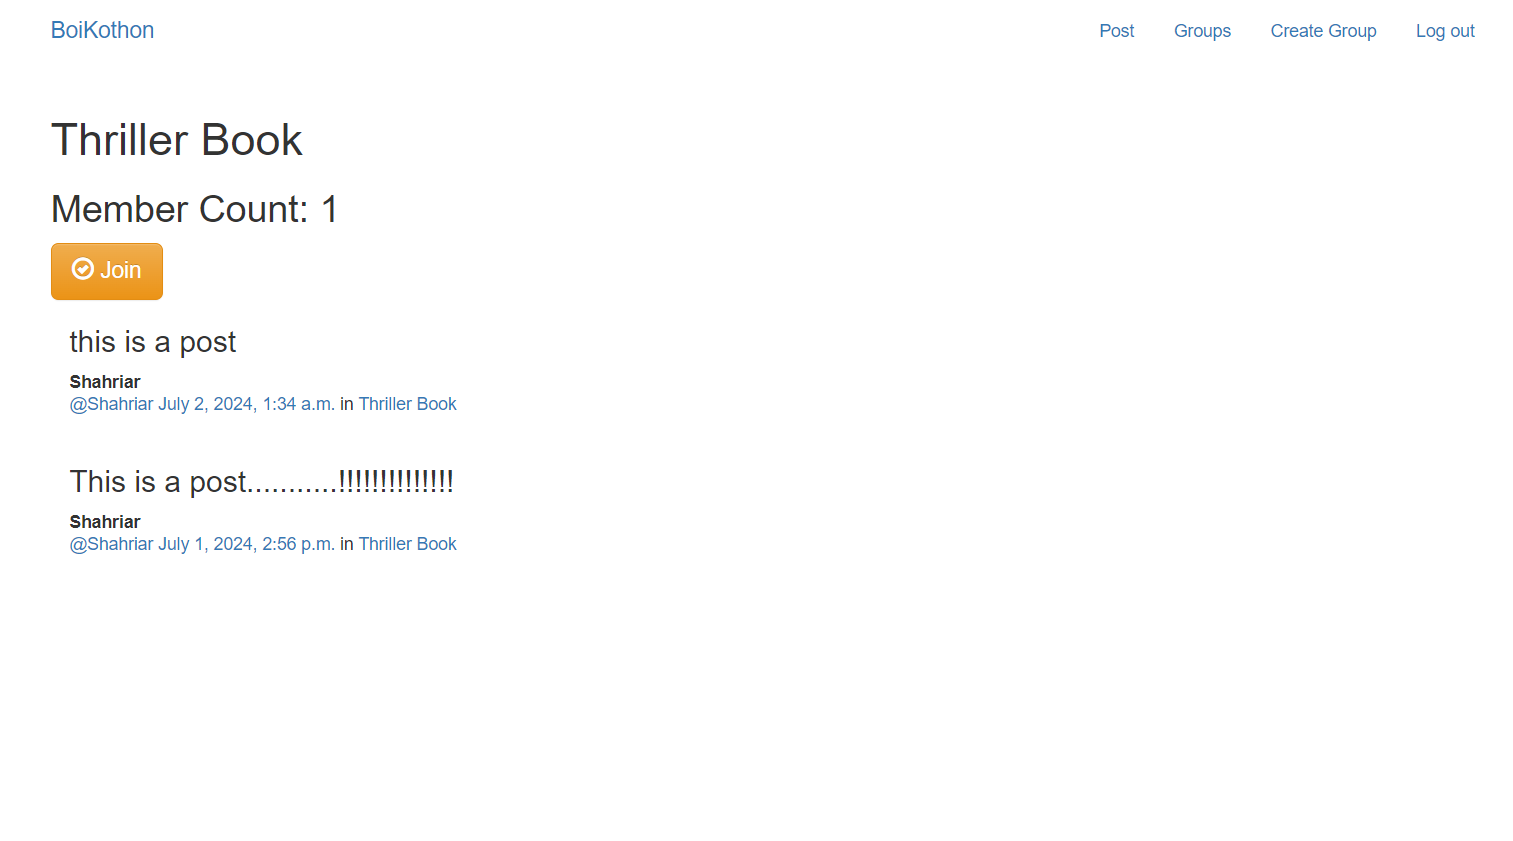 BoiKothon
Post Groups Create Group Log out
Thriller Book
Member Count: 1
Join
this is a post
Shahriar
@Shahriar July 2, 2024, 1:34 a.m. in Thriller Book
This is a post...........!!!!!!!!!!!!!!
Shahriar
@Shahriar July 1, 2024, 2:56 p.m. in Thriller Book